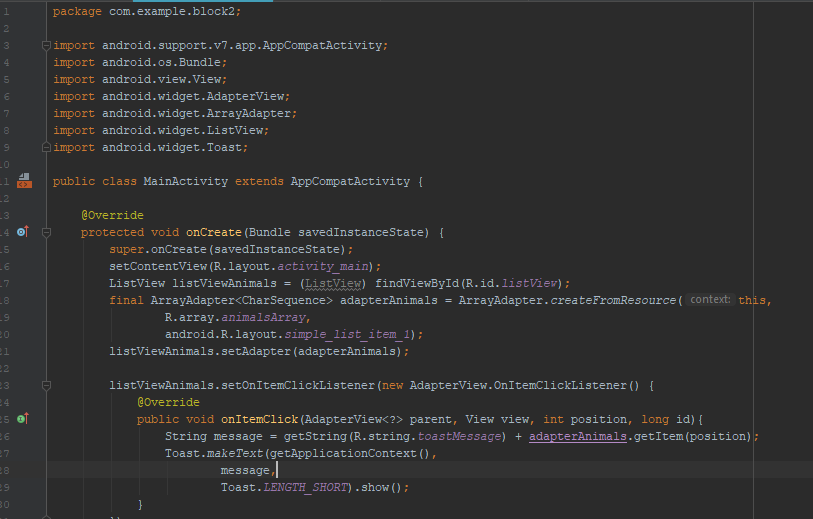 1 package com.example.block2;
2
3 import android.support.v7.app.AppCompatActivity;
4 import android.os.Bundle;
5 import android.view.View;
6 import android.widget.AdapterView;
7 import android.widget.ArrayAdapter;
8 import android.widget.ListView;
9 import android.widget.Toast;
10
11 public class MainActivity extends AppCompatActivity {
12
13 @Override
14 protected void onCreate(Bundle savedInstanceState) {
15 super.onCreate(savedInstanceState);
16 setContentView(R.layout.activity_main);
17 ListView listViewAnimals = (ListView) findViewById(R.id.listView);
18 final ArrayAdapter<CharSequence> adapterAnimals = ArrayAdapter.createFromResource( context: this,
19 R.array.animalsArray,
20 android.R.layout.simple_list_item_1);
21 listViewAnimals.setAdapter(adapterAnimals);
22
23 listViewAnimals.setOnItemClickListener(new AdapterView.OnItemClickListener() {
24 @Override
25 public void onItemClick(AdapterView<?> parent, View view, int position, long id){
26 String message = getString(R.string.toastMessage) + adapterAnimals.getItem(position);
27 Toast.makeText(getApplicationContext(),
28 message,
29 Toast.LENGTH_SHORT).show();
30 }